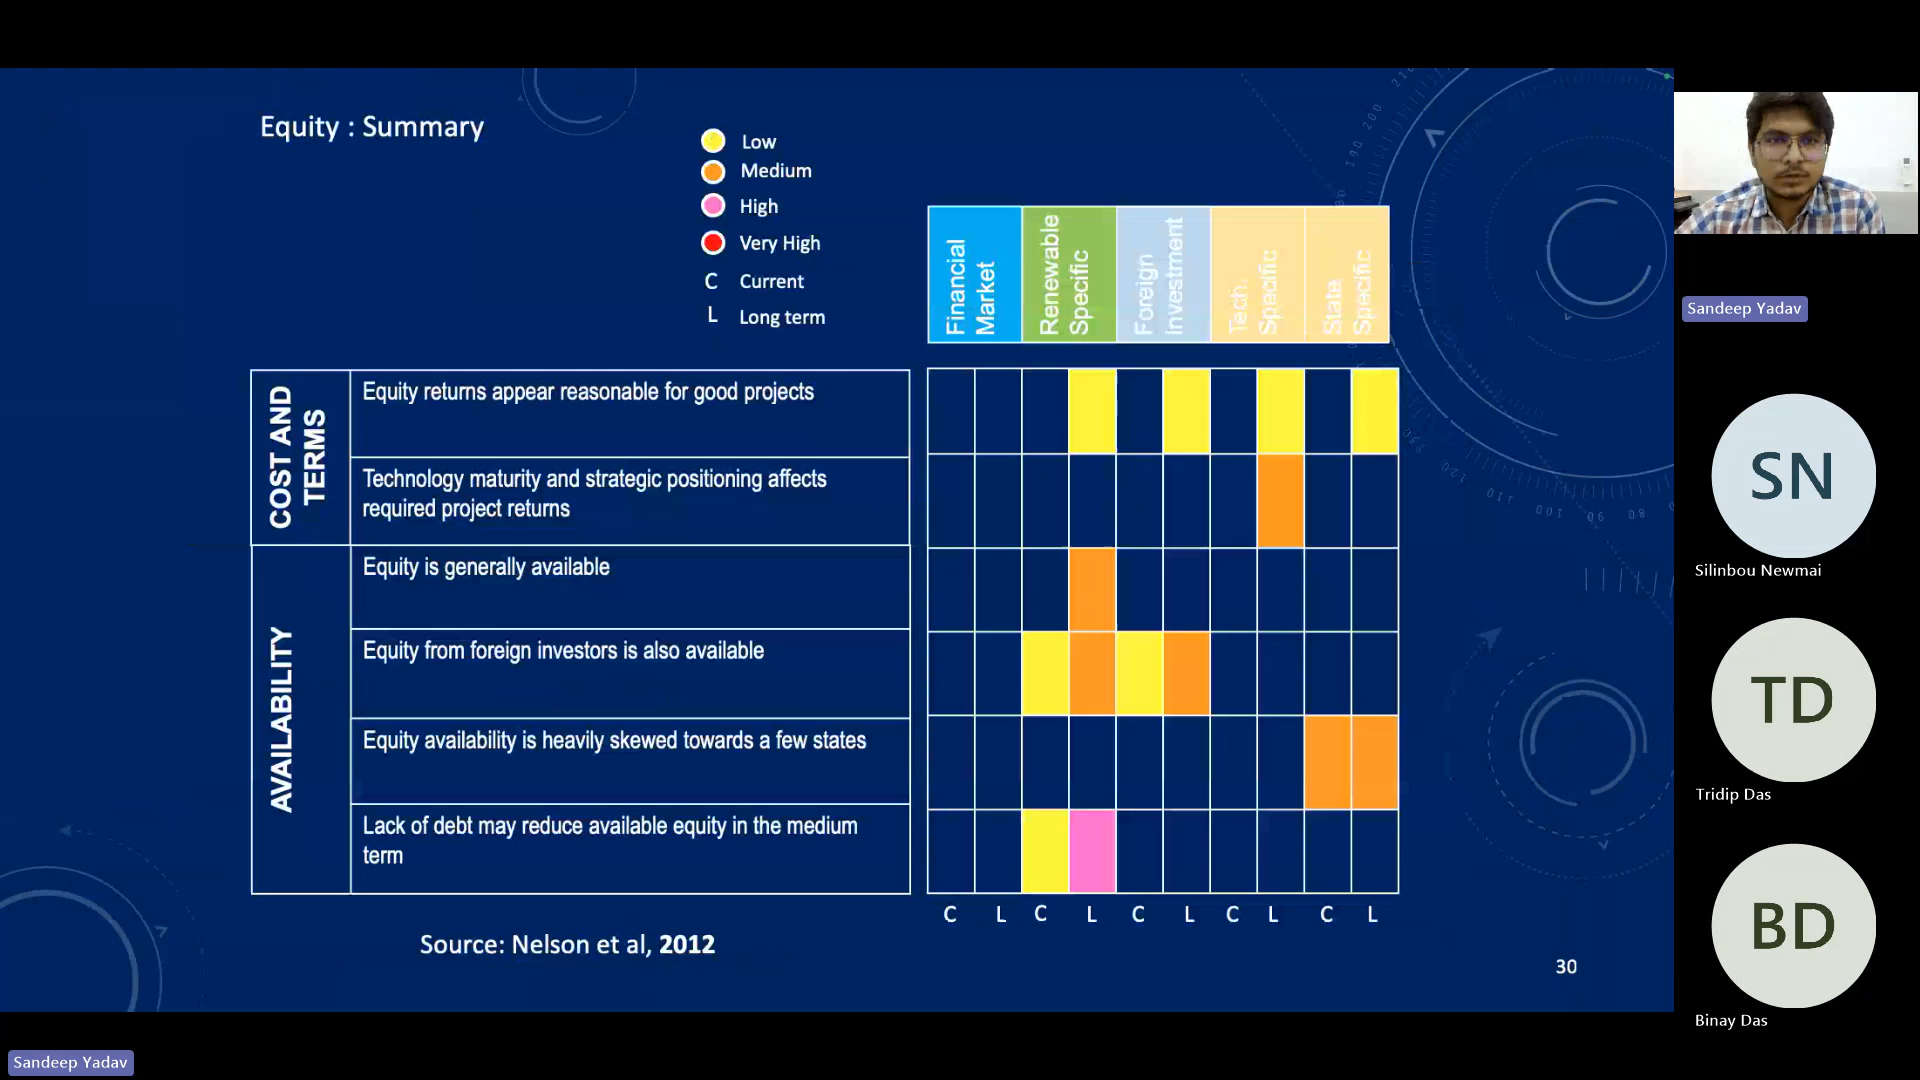 Equity : Summary
Low
Medium
High
Very High
C Current
L Long term
Financial
Market
Renewable
Specific
Foreign
Investment
Tech.
Specific
State
Specific
COST AND
TERMS
Equity returns appear reasonable for good projects
Technology maturity and strategic positioning affects
required project returns
AVAILABILITY
Equity is generally available
Equity from foreign investors is also available
Equity availability is heavily skewed towards a few states
Lack of debt may reduce available equity in the medium
term
C L C L C L C L C L
Source: Nelson et al, 2012
30
Sandeep Yadav
SN
Silinbou Newmai
TD
Tridip Das
BD
Binay Das
Sandeep Yadav